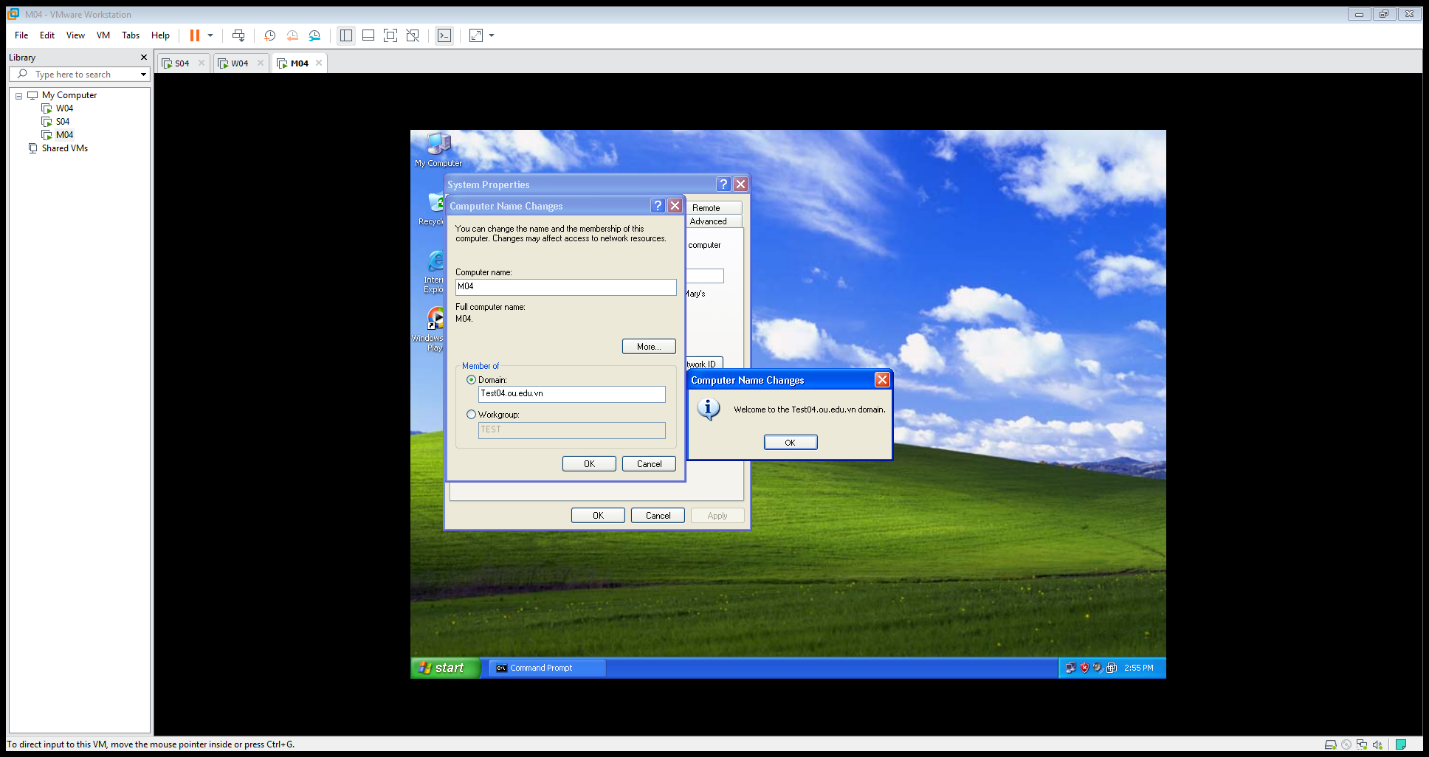 M04 - VMware Workstation
File Edit View VM Tabs Help
Library
Type here to search
My Computer
W04
S04
M04
Shared VMs
S04
W04
M04
My Computer
System Properties
Remote
Advanced
computer
Mary's
Computer Name Changes
You can change the name and the membership of this
computer. Changes may affect access to network resources.
Computer name:
M04
Full computer name:
M04.
More...
Member of
Domain:
Test04.ou.edu.vn
Workgroup:
TEST
OK Cancel
OK Cancel Apply
Computer Name Changes
Welcome to the Test04.ou.edu.vn domain.
OK
start
Command Prompt
2:55 PM
To direct input to this VM, move the mouse pointer inside or press Ctrl+G.